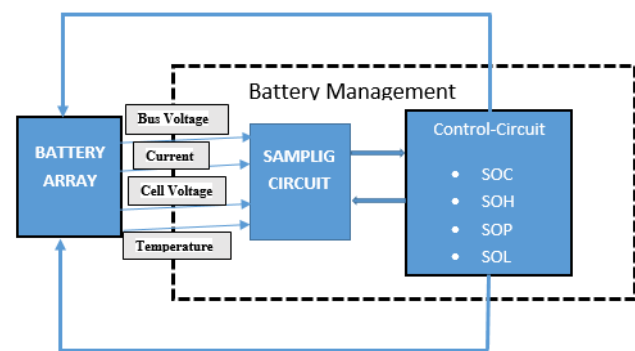 Battery Management
Bus Voltage
Current
Cell Voltage
Temperature
BATTERY
ARRAY
SAMPLIG
CIRCUIT
Control-Circuit
• SOC
• SOH
• SOP
• SOL